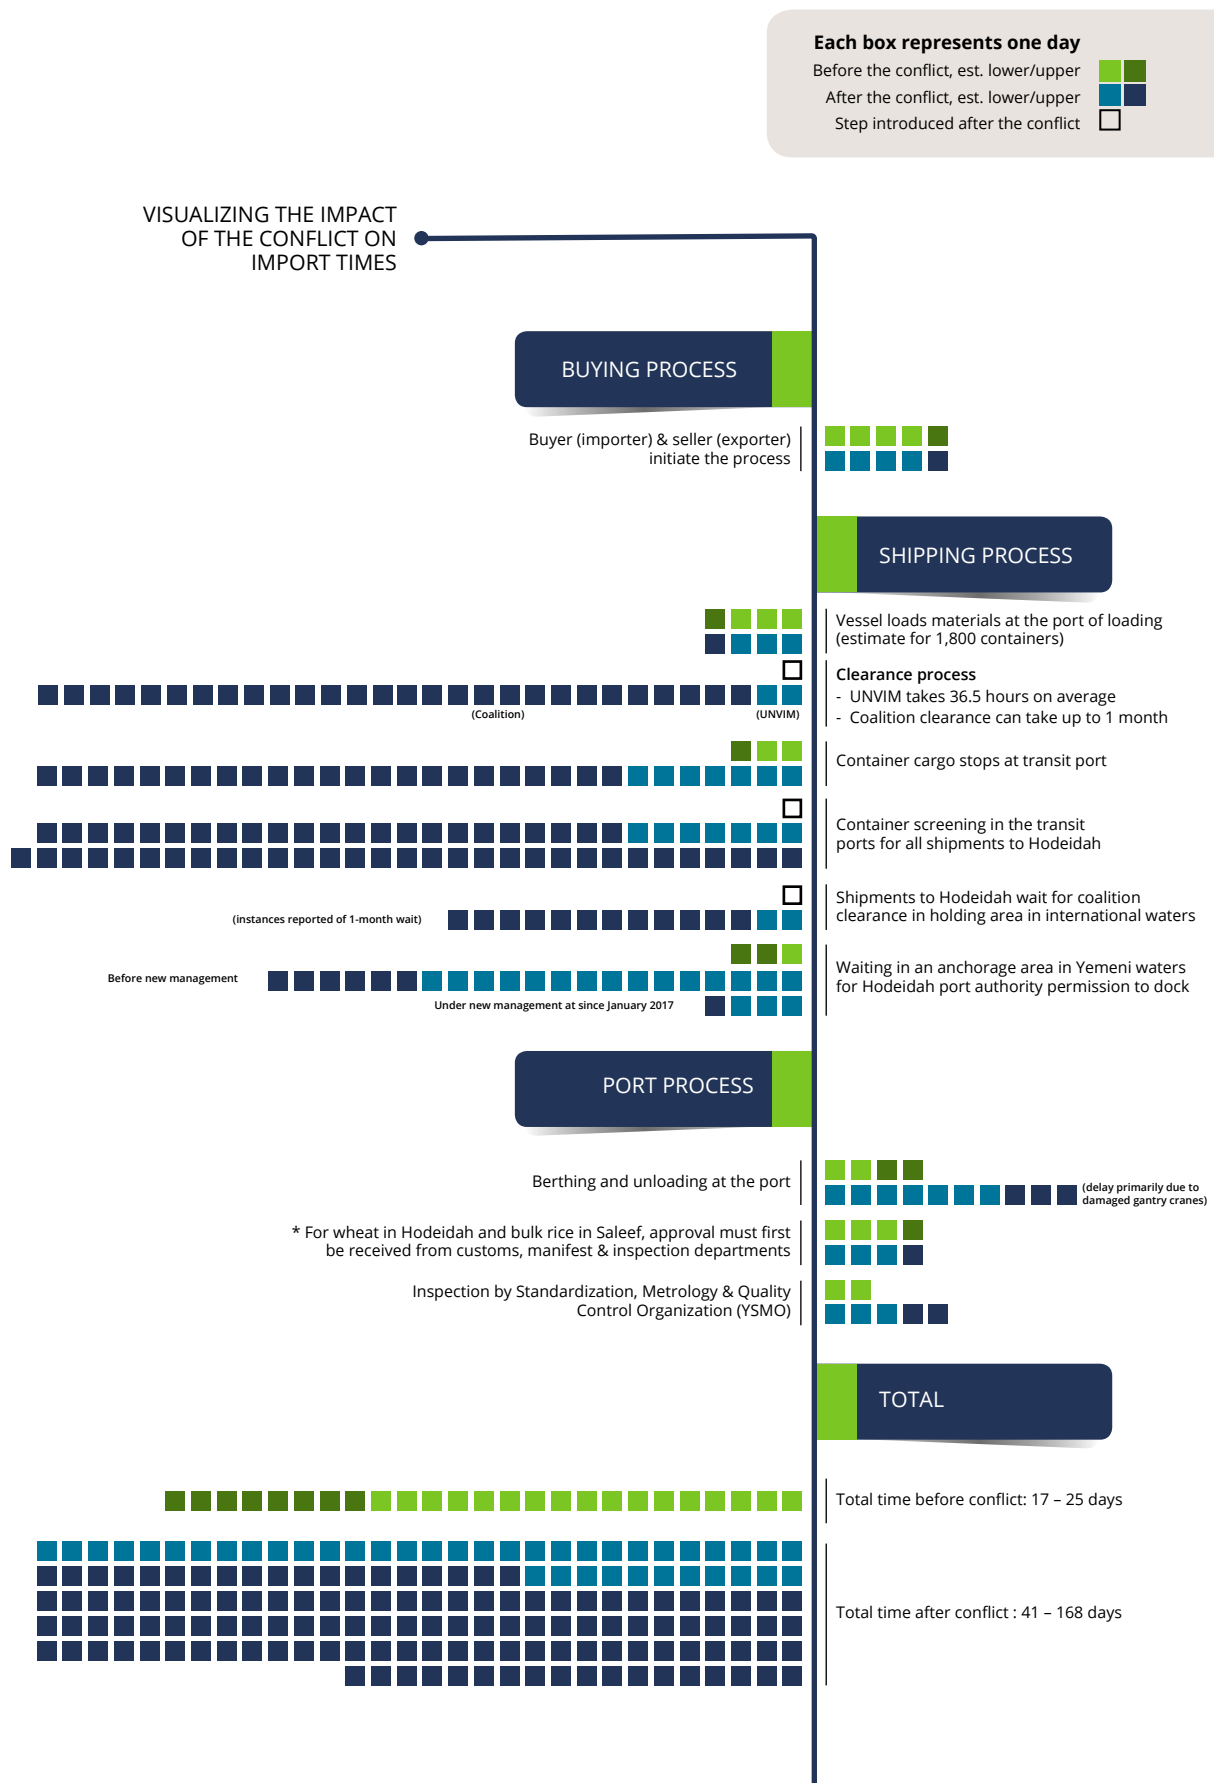 Each box represents one day
Before the conflict, est. lower/upper
After the conflict, est. lower/upper
Step introduced after the conflict
VISUALIZING THE IMPACT
OF THE CONFLICT ON
IMPORT TIMES
BUYING PROCESS
Buyer (importer) & seller (exporter)
initiate the process
SHIPPING PROCESS
Vessel loads materials at the port of loading
(estimate for 1,800 containers)
Clearance process
- UNVIM takes 36.5 hours on average
- Coalition clearance can take up to 1 month
(Coalition)
(UNVIM)
Container cargo stops at transit port
Container screening in the transit
ports for all shipments to Hodeidah
Shipments to Hodeidah wait for coalition
clearance in holding area in international waters
(instances reported of 1-month wait)
Waiting in an anchorage area in Yemeni waters
for Hodeidah port authority permission to dock
Before new management
Under new management at since January 2017
PORT PROCESS
Berthing and unloading at the port
(delay primarily due to
damaged gantry cranes)
* For wheat in Hodeidah and bulk rice in Saleef, approval must first
be received from customs, manifest & inspection departments
Inspection by Standardization, Metrology & Quality
Control Organization (YSMO)
TOTAL
Total time before conflict: 17 – 25 days
Total time after conflict : 41 – 168 days